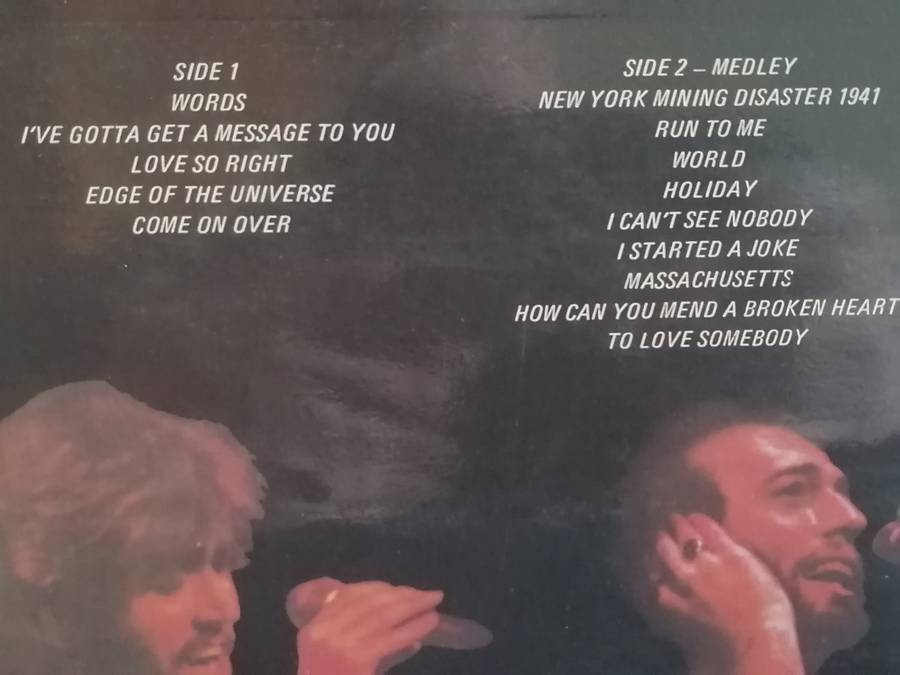 SIDE 1
WORDS
I'VE GOTTA GET A MESSAGE TO YOU
LOVE SO RIGHT
EDGE OF THE UNIVERSE
COME ON OVER
SIDE 2 – MEDLEY
NEW YORK MINING DISASTER 1941
RUN TO ME
WORLD
HOLIDAY
I CAN'T SEE NOBODY
I STARTED A JOKE
MASSACHUSETTS
HOW CAN YOU MEND A BROKEN HEART
TO LOVE SOMEBODY